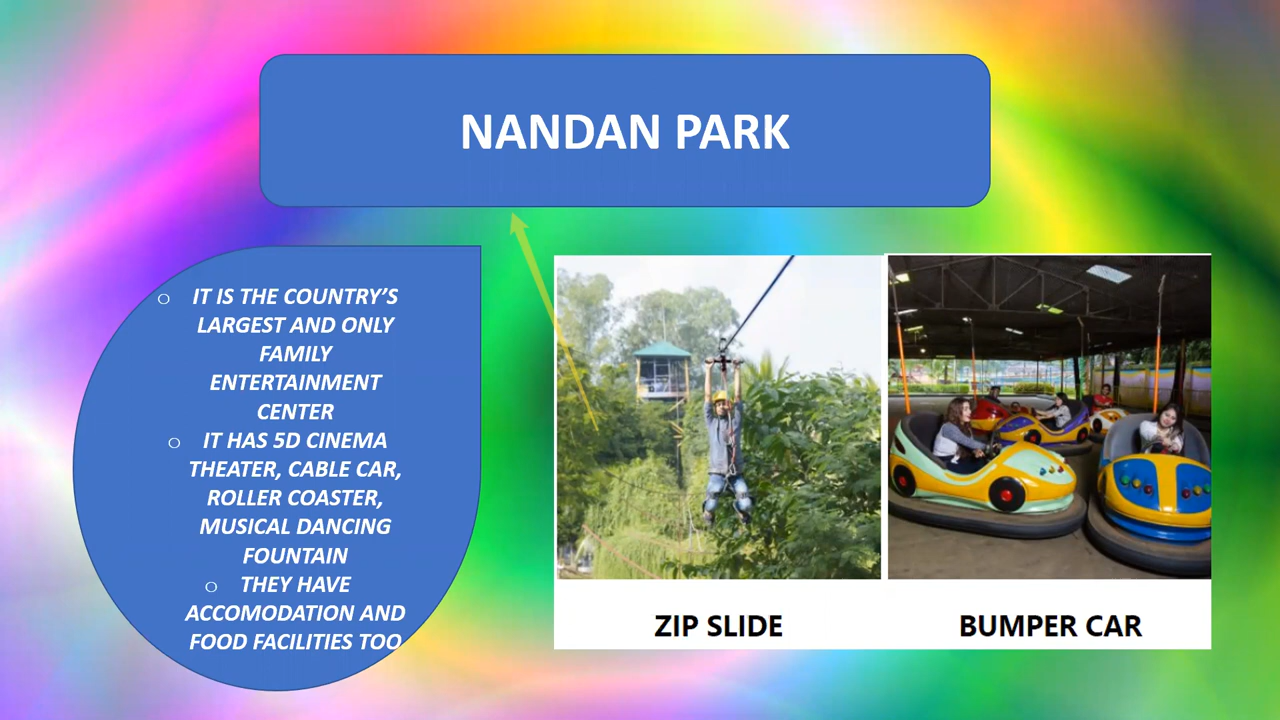 NANDAN PARK
IT IS THE COUNTRY’S
LARGEST AND ONLY
FAMILY
ENTERTAINMENT
CENTER
IT HAS 5D CINEMA
THEATER, CABLE CAR,
ROLLER COASTER,
MUSICAL DANCING
FOUNTAIN
THEY HAVE
ACCOMODATION AND
FOOD FACILITIES TOO
ZIP SLIDE
BUMPER CAR